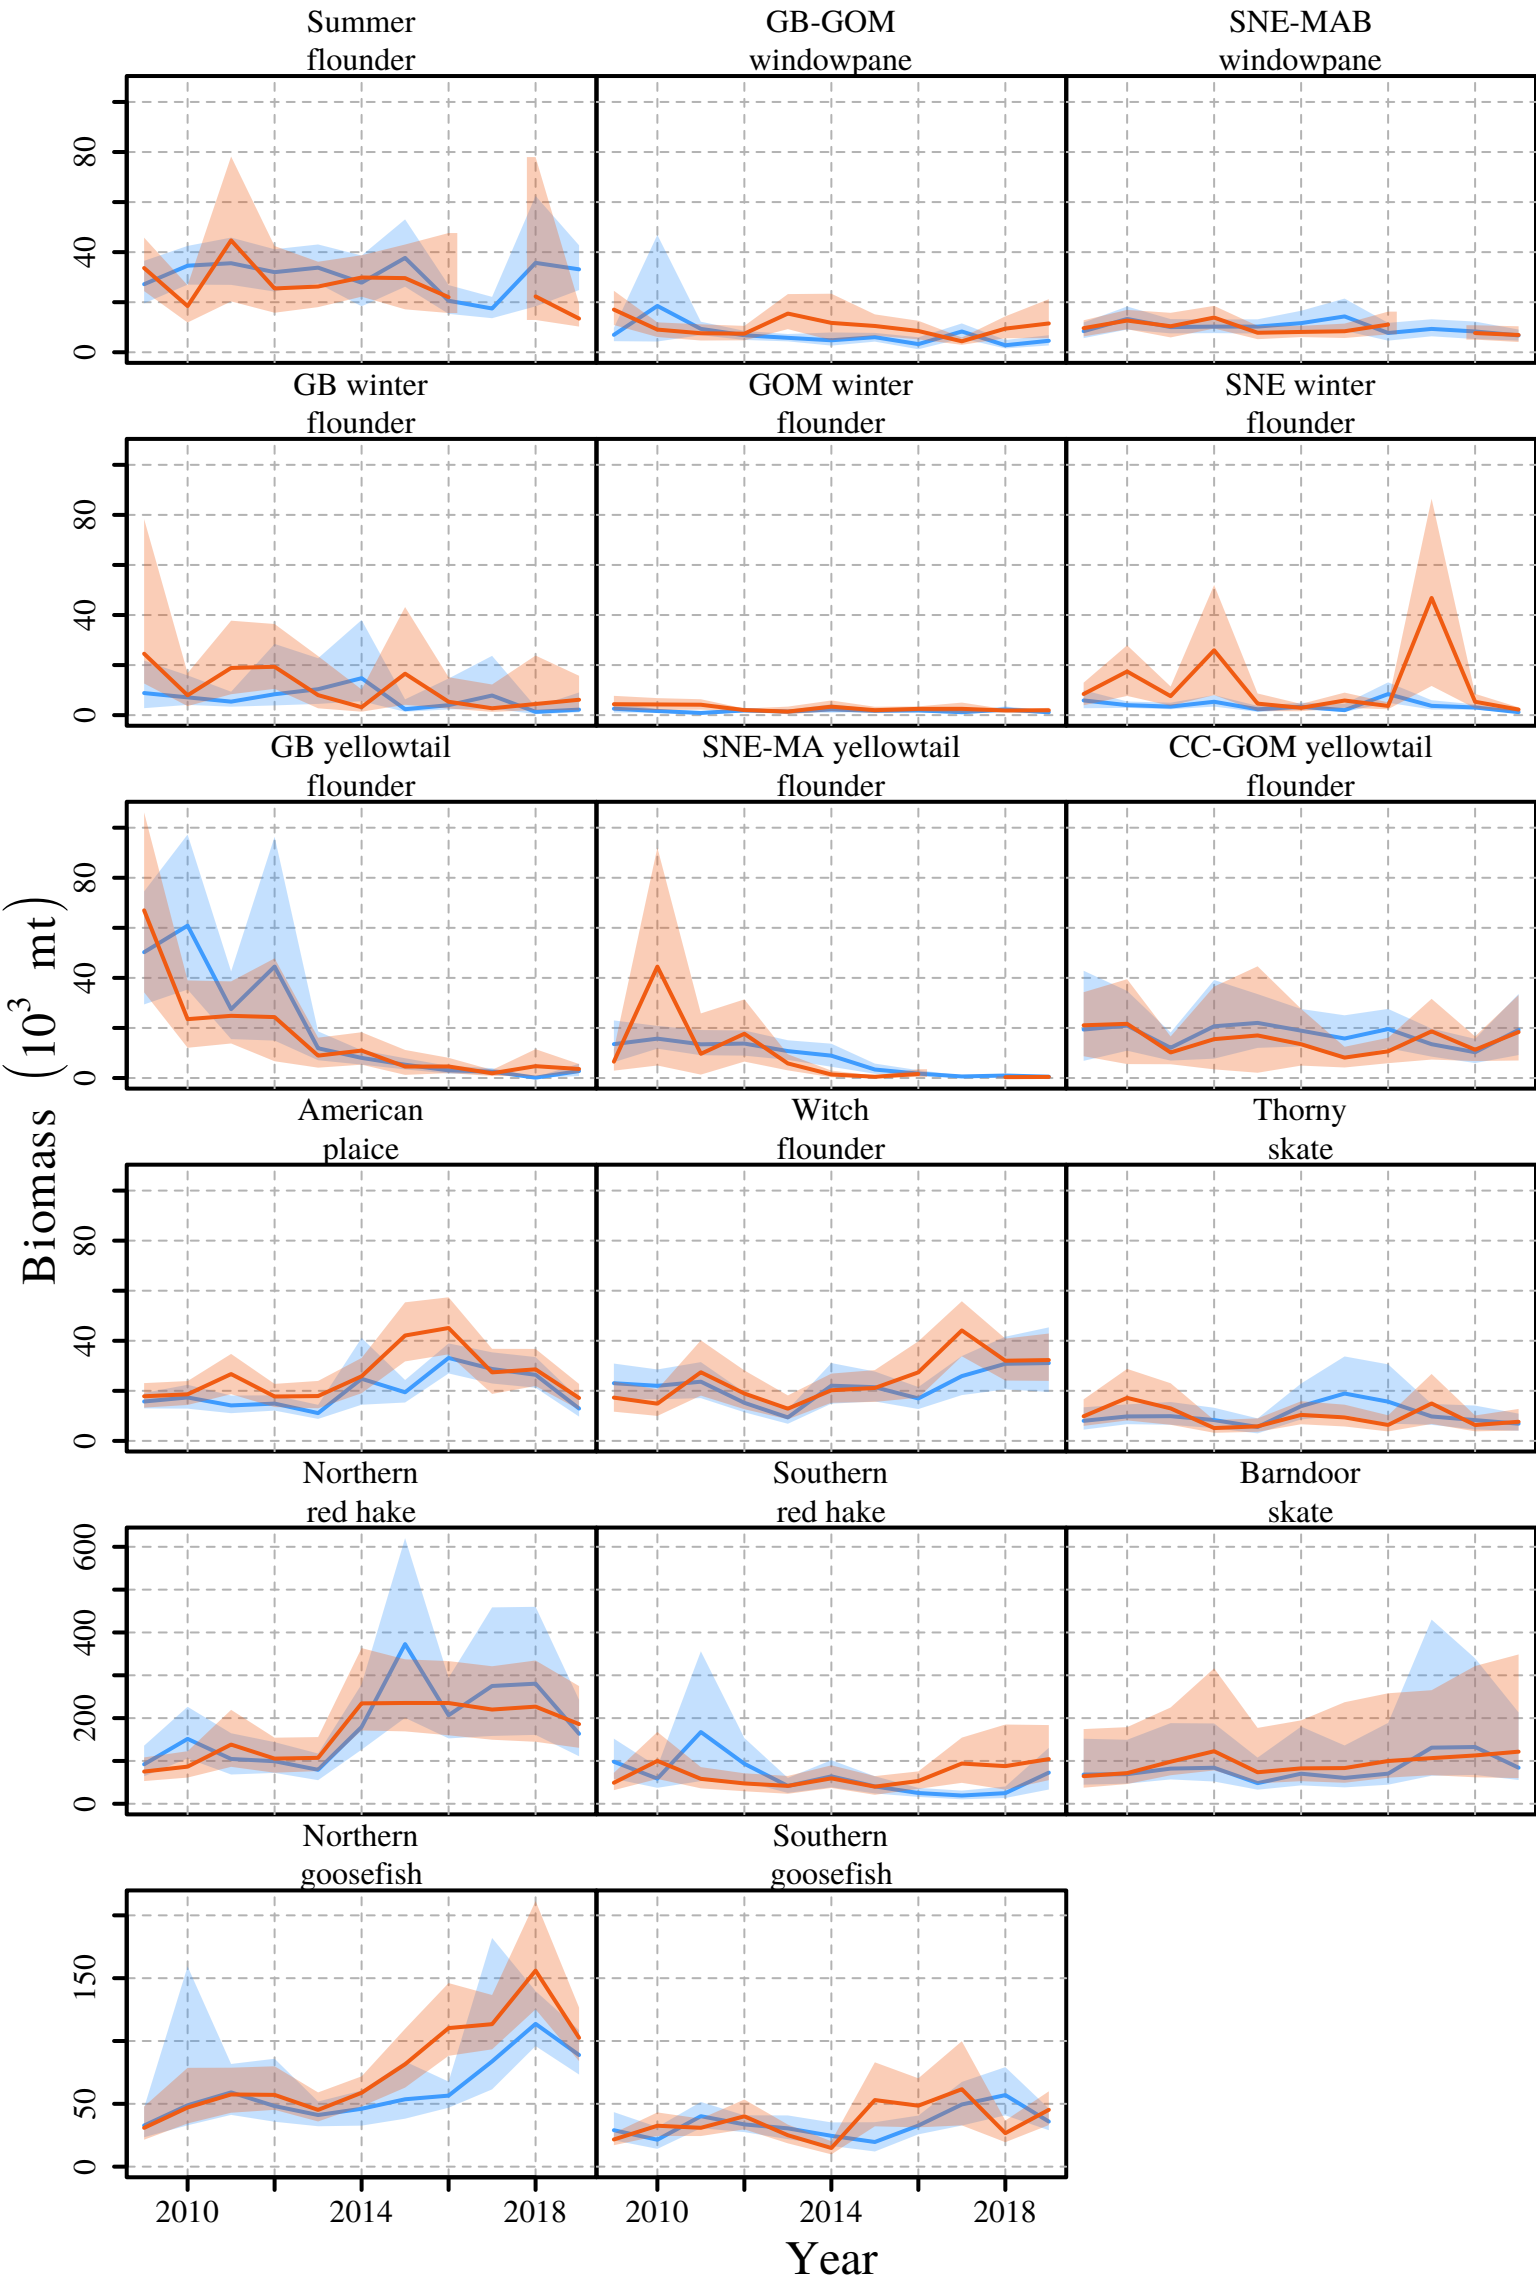 Summer
flounder
GB-GOM
windowpane
SNE-MAB
windowpane
80
40
0
GB winter
flounder
GOM winter
flounder
SNE winter
flounder
80
40
0
GB yellowtail
flounder
SNE-MA yellowtail
flounder
CC-GOM yellowtail
flounder
80
40
0
Biomass (10³ mt)
American
plaice
Witch
flounder
Thorny
skate
80
40
0
Northern
red hake
Southern
red hake
Barndoor
skate
600
400
200
0
Northern
goosefish
Southern
goosefish
150
50
0
2010 2014 2018 2010 2014 2018
Year